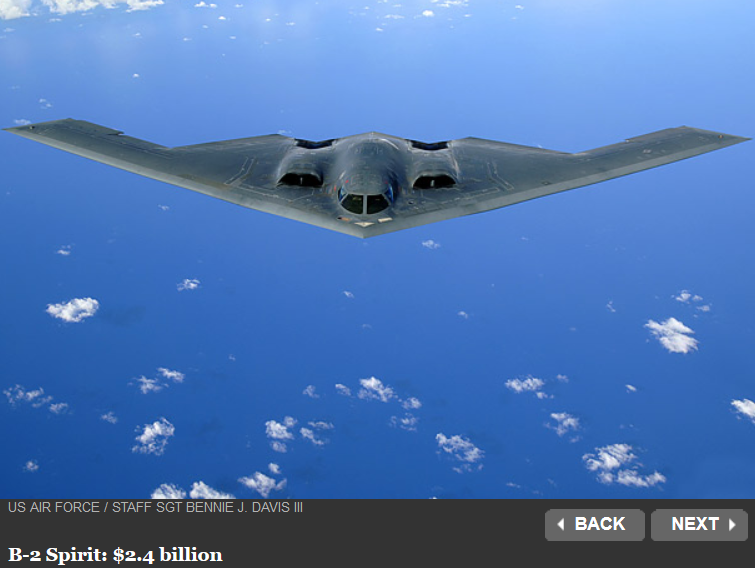 US AIR FORCE / STAFF SGT BENNIE J. DAVIS III
BACK
NEXT
B-2 Spirit: $2.4 billion